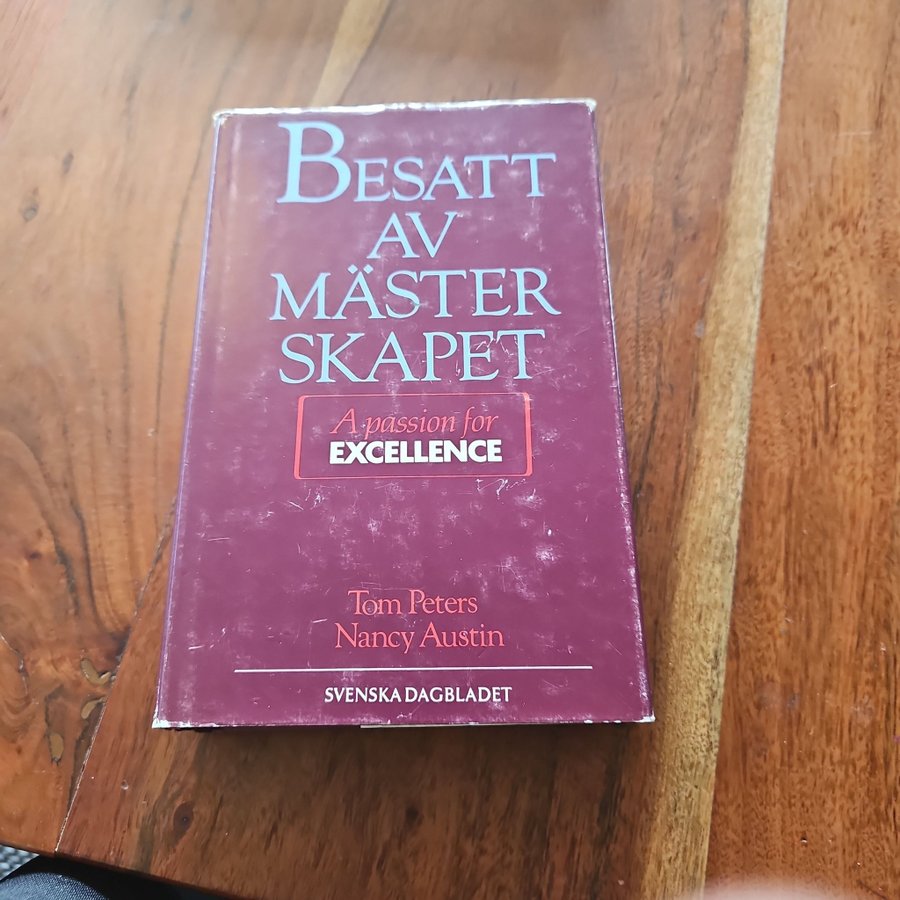 BESATT
AV
MÄSTER
SKAPET
A passion for
EXCELLENCE
Tom Peters
Nancy Austin
SVENSKA DAGBLADET